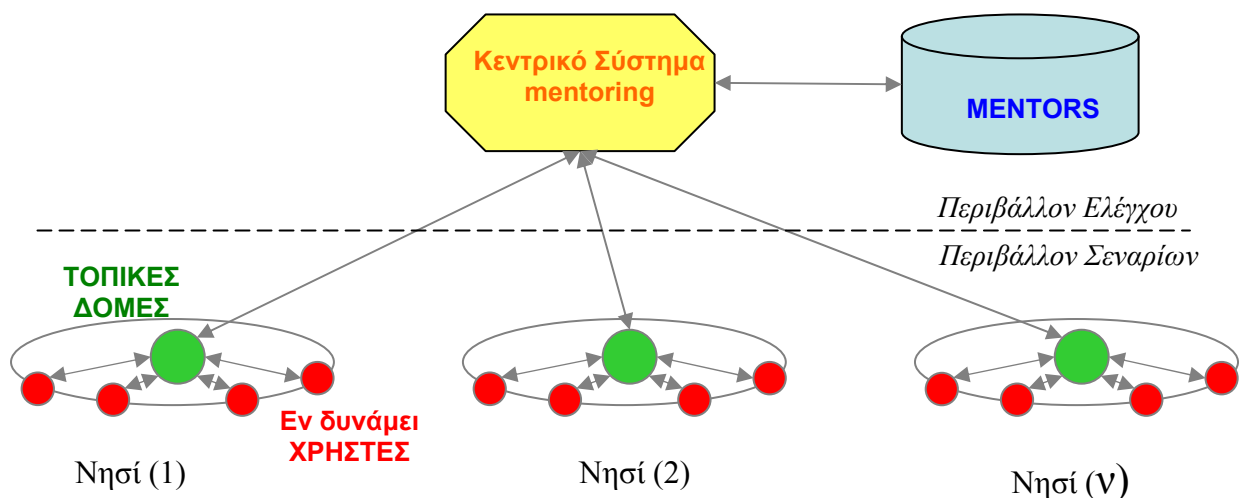 Κεντρικό Σύστημα
mentoring
MENTORS
Περιβάλλον Ελέγχου
Περιβάλλον Σεναρίων
ΤΟΠΙΚΕΣ
ΔΟΜΕΣ
Εν δυνάμει
ΧΡΗΣΤΕΣ
Νησί (1)
Νησί (2)
Νησί (ν)